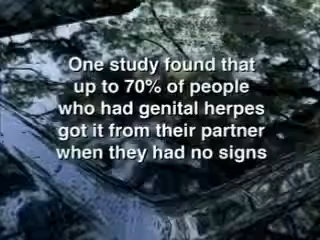 One study found that
up to 70% of people
who had genital herpes
got it from their partner
when they had no signs